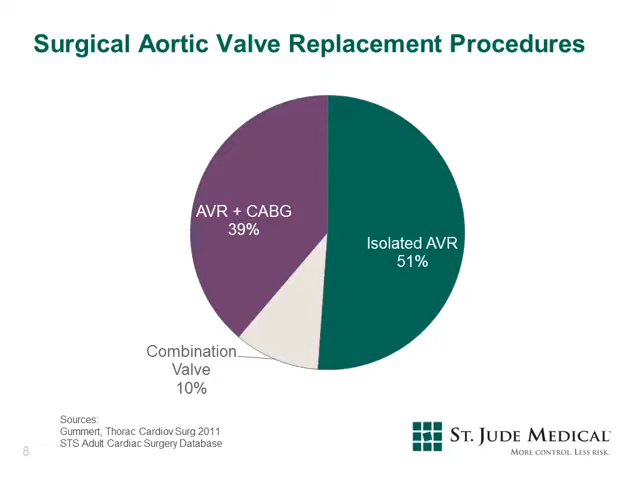 Surgical Aortic Valve Replacement Procedures
AVR + CABG
39%
Isolated AVR
51%
Combination
Valve
10%
Sources:
Gummert, Thorac Cardiov Surg 2011
STS Adult Cardiac Surgery Database
8
ST. JUDE MEDICAL
MORE CONTROL. LESS RISK.